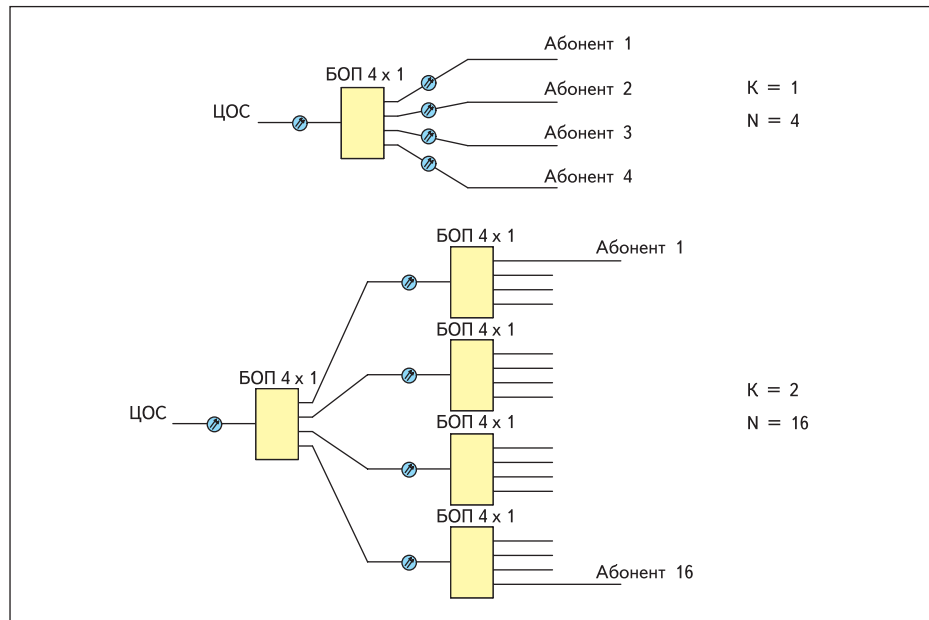 Абонент 1
БОП 4 x 1
Абонент 2
K = 1
ЦОС
N = 4
Абонент 3
Абонент 4
БОП 4 x 1
Абонент 1
БОП 4 x 1
БОП 4 x 1
K = 2
ЦОС
N = 16
БОП 4 x 1
БОП 4 x 1
Абонент 16